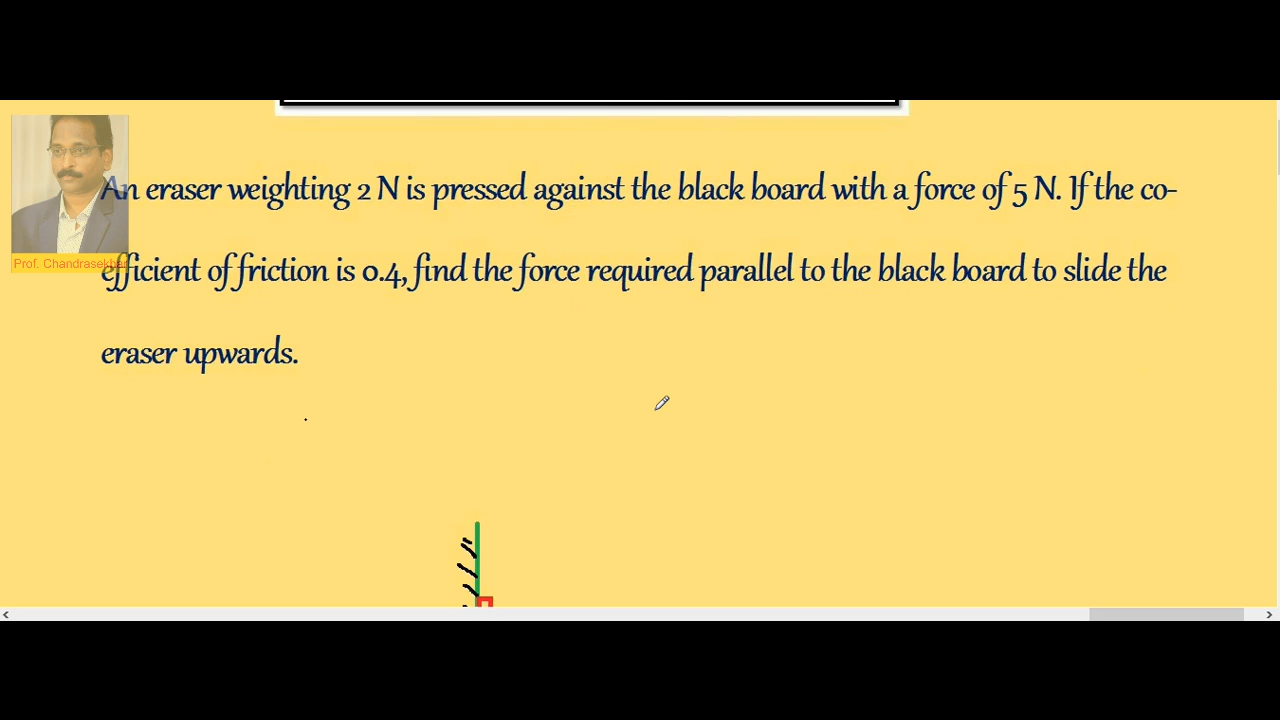 An eraser weighting 2 N is pressed against the black board with a force of 5 N. If the co-
efficient of friction is 0.4, find the force required parallel to the black board to slide the
eraser upwards.
Prof. Chandrasekhar